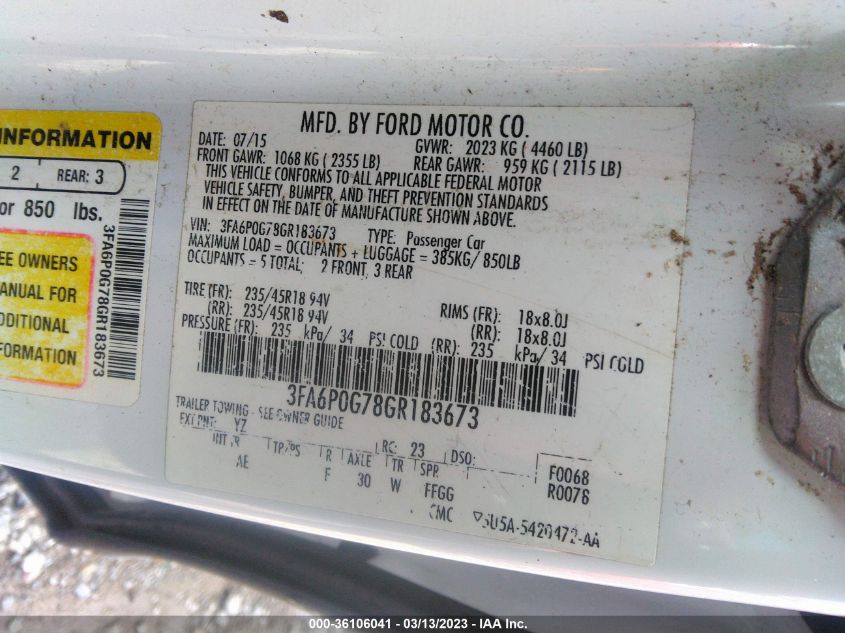 INFORMATION
2 REAR: 3
or 850 lbs.
EE OWNERS
ANUAL FOR
DDITIONAL
FORMATION
3FA6P0G78GR183673
MFD. BY FORD MOTOR CO.
DATE: 07/15 GVWR: 2023 KG ( 4460 LB)
FRONT GAWR: 1068 KG ( 2355 LB) REAR GAWR: 959 KG ( 2115 LB)
THIS VEHICLE CONFORMS TO ALL APPLICABLE FEDERAL MOTOR
VEHICLE SAFETY, BUMPER, AND THEFT PREVENTION STANDARDS
IN EFFECT ON THE DATE OF MANUFACTURE SHOWN ABOVE.
VIN: 3FA6P0G78GR183673 TYPE: Passenger Car
MAXIMUM LOAD = OCCUPANTS + LUGGAGE = 385KG/ 850LB
OCCUPANTS = 5 TOTAL: 2 FRONT, 3 REAR
TIRE (FR): 235/45R18 94V RIMS (FR): 18x8.0J
(RR): 235/45R18 94V (RR): 18x8.0J
PRESSURE (FR): 235 kPa/ 34 PSI COLD (RR): 235 kPa/ 34 PSI COLD
3FA6P0G78GR183673
TRAILER TOWING - SEE OWNER GUIDE
EXT PNT: YZ RC: 23 DSO: F0068
INT TR TP/PS R AXLE TR SPR R0076
AE F 30 W FFGG
5U5A-5420472-AA
000-36106041 - 03/13/2023 - IAA Inc.